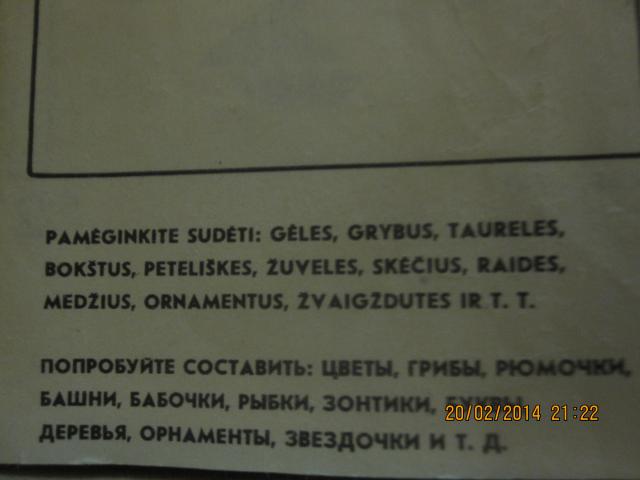 PAMĖGINKITE SUDĖTI: GĖLES, GRYBUS, TAURELES,
BOKŠTUS, PETELIŠKES, ŽUVELES, SKĖČIUS, RAIDES,
MEDŽIUS, ORNAMENTUS, ŽVAIGŽDUTES IR T. T.
ПОПРОБУЙТЕ СОСТАВИТЬ: ЦВЕТЫ, ГРИБЫ, РЮМОЧКИ,
БАШНИ, БАБОЧКИ, РЫБКИ, ЗОНТИКИ,
ДЕРЕВЬЯ, ОРНАМЕНТЫ, ЗВЕЗДОЧКИ И Т. Д.
20/02/2014 21:22